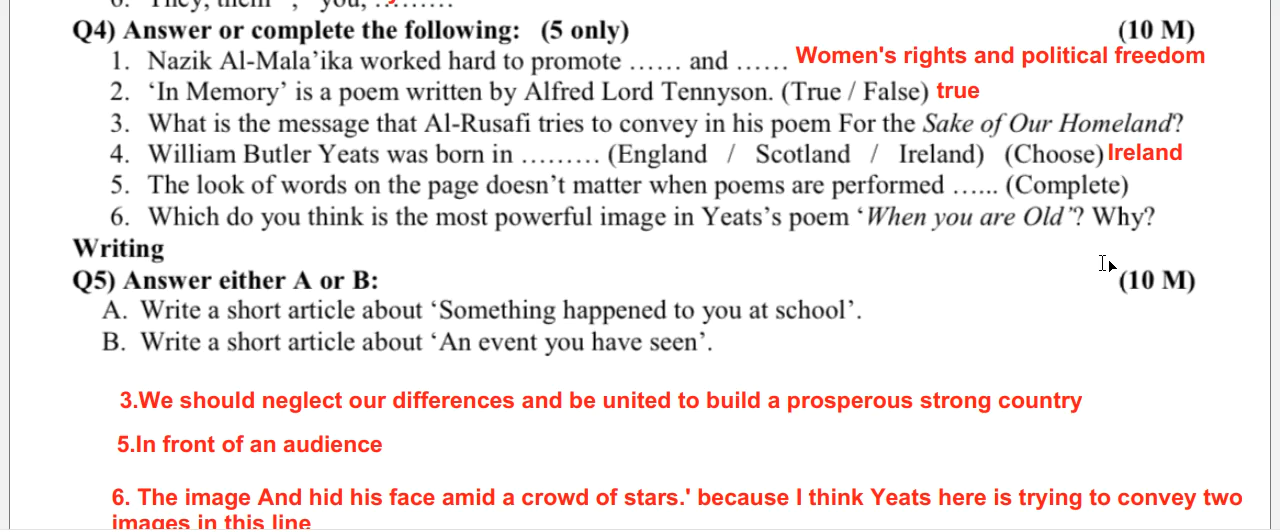 6. They, them , you, ………
Q4) Answer or complete the following: (5 only) (10 M)
1. Nazik Al-Mala’ika worked hard to promote …… and …… Women's rights and political freedom
2. ‘In Memory’ is a poem written by Alfred Lord Tennyson. (True / False) true
3. What is the message that Al-Rusafi tries to convey in his poem For the Sake of Our Homeland?
4. William Butler Yeats was born in ……… (England / Scotland / Ireland) (Choose) Ireland
5. The look of words on the page doesn’t matter when poems are performed …... (Complete)
6. Which do you think is the most powerful image in Yeats’s poem ‘When you are Old’? Why?
Writing
Q5) Answer either A or B: (10 M)
A. Write a short article about ‘Something happened to you at school’.
B. Write a short article about ‘An event you have seen’.
3.We should neglect our differences and be united to build a prosperous strong country
5.In front of an audience
6. The image And hid his face amid a crowd of stars.' because I think Yeats here is trying to convey two
images in this line